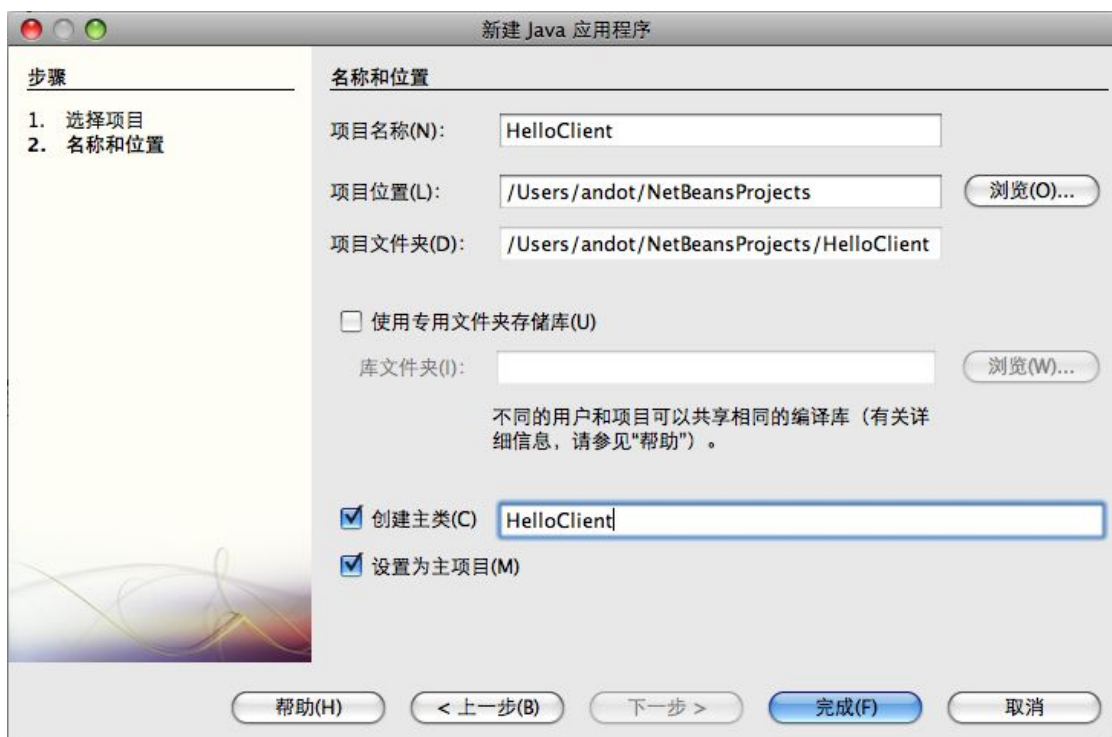 新建 Java 应用程序
步骤
1. 选择项目
2. 名称和位置
名称和位置
项目名称(N): HelloClient
项目位置(L): /Users/andot/NetBeansProjects 浏览(O)...
项目文件夹(D): /Users/andot/NetBeansProjects/HelloClient
使用专用文件夹存储库(U)
库文件夹(I): 浏览(W)...
不同的用户和项目可以共享相同的编译库（有关详
细信息，请参见"帮助"）。
创建主类(C) HelloClient
设置为主项目(M)
帮助(H) < 上一步(B) 下一步 > 完成(F) 取消